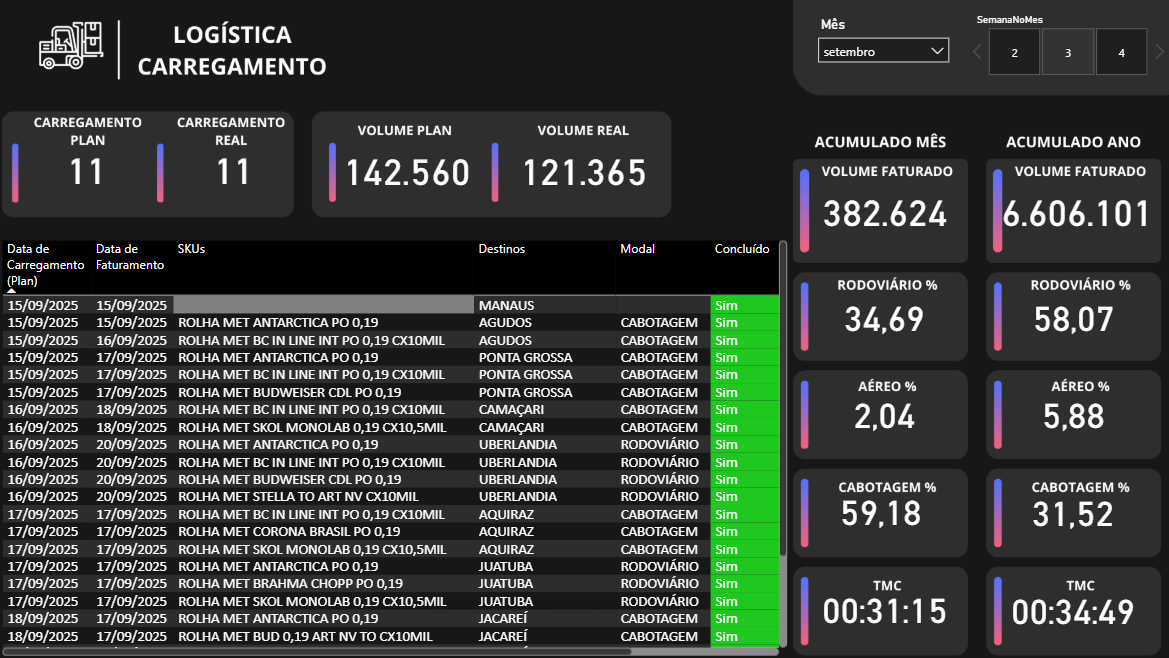 LOGÍSTICA
CARREGAMENTO
Mês
setembro
SemanaNoMes
2 3 4
CARREGAMENTO
PLAN
11
CARREGAMENTO
REAL
11
VOLUME PLAN
142.560
VOLUME REAL
121.365
ACUMULADO MÊS
VOLUME FATURADO
382.624
RODOVIÁRIO %
34,69
AÉREO %
2,04
CABOTAGEM %
59,18
TMC
00:31:15
ACUMULADO ANO
VOLUME FATURADO
6.606.101
RODOVIÁRIO %
58,07
AÉREO %
5,88
CABOTAGEM %
31,52
TMC
00:34:49
Data de Data de SKUs Destinos Modal Concluído
Carregamento Faturamento
(Plan)
15/09/2025 15/09/2025 MANAUS Sim
15/09/2025 15/09/2025 ROLHA MET ANTARCTICA PO 0,19 AGUDOS CABOTAGEM Sim
15/09/2025 16/09/2025 ROLHA MET BC IN LINE INT PO 0,19 CX10MIL AGUDOS CABOTAGEM Sim
15/09/2025 17/09/2025 ROLHA MET ANTARCTICA PO 0,19 PONTA GROSSA CABOTAGEM Sim
15/09/2025 17/09/2025 ROLHA MET BC IN LINE INT PO 0,19 CX10MIL PONTA GROSSA CABOTAGEM Sim
15/09/2025 17/09/2025 ROLHA MET BUDWEISER CDL PO 0,19 PONTA GROSSA CABOTAGEM Sim
16/09/2025 18/09/2025 ROLHA MET BC IN LINE INT PO 0,19 CX10MIL CAMAÇARI CABOTAGEM Sim
16/09/2025 18/09/2025 ROLHA MET SKOL MONOLAB 0,19 CX10,5MIL CAMAÇARI CABOTAGEM Sim
16/09/2025 20/09/2025 ROLHA MET ANTARCTICA PO 0,19 UBERLANDIA RODOVIÁRIO Sim
16/09/2025 20/09/2025 ROLHA MET BC IN LINE INT PO 0,19 CX10MIL UBERLANDIA RODOVIÁRIO Sim
16/09/2025 20/09/2025 ROLHA MET BUDWEISER CDL PO 0,19 UBERLANDIA RODOVIÁRIO Sim
16/09/2025 20/09/2025 ROLHA MET STELLA TO ART NV CX10MIL UBERLANDIA RODOVIÁRIO Sim
17/09/2025 17/09/2025 ROLHA MET BC IN LINE INT PO 0,19 CX10MIL AQUIRAZ CABOTAGEM Sim
17/09/2025 17/09/2025 ROLHA MET CORONA BRASIL PO 0,19 AQUIRAZ CABOTAGEM Sim
17/09/2025 17/09/2025 ROLHA MET SKOL MONOLAB 0,19 CX10,5MIL AQUIRAZ CABOTAGEM Sim
17/09/2025 17/09/2025 ROLHA MET ANTARCTICA PO 0,19 JUATUBA RODOVIÁRIO Sim
17/09/2025 17/09/2025 ROLHA MET BRAHMA CHOPP PO 0,19 JUATUBA RODOVIÁRIO Sim
17/09/2025 17/09/2025 ROLHA MET SKOL MONOLAB 0,19 CX10,5MIL JUATUBA RODOVIÁRIO Sim
18/09/2025 17/09/2025 ROLHA MET ANTARCTICA PO 0,19 JACAREÍ CABOTAGEM Sim
18/09/2025 17/09/2025 ROLHA MET BUD 0,19 ART NV TO CX10MIL JACAREÍ CABOTAGEM Sim